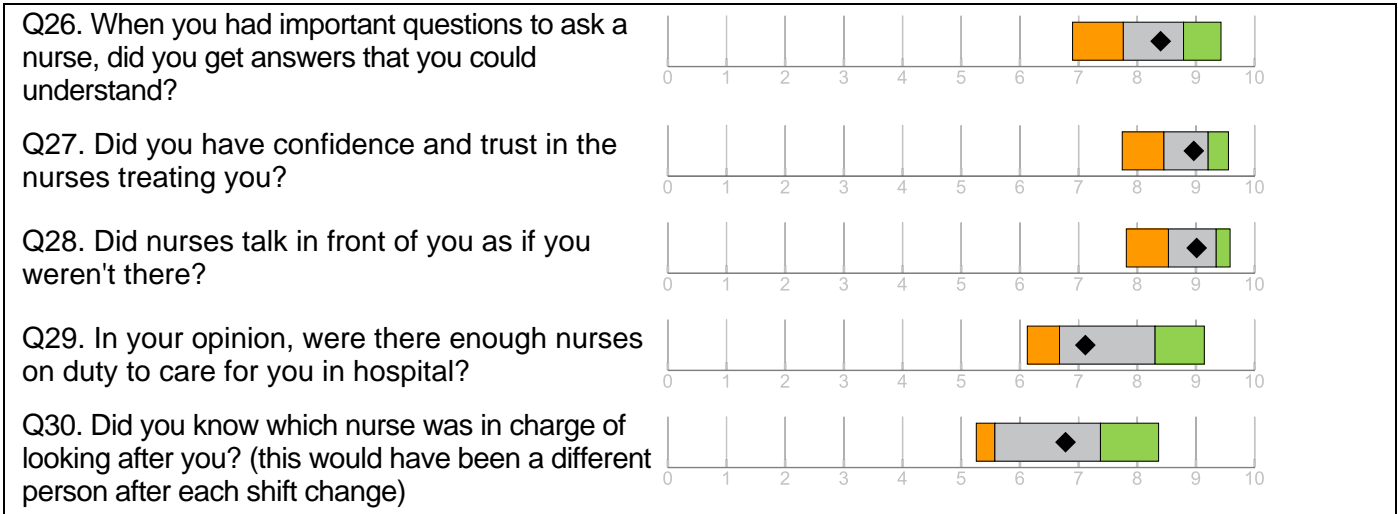 Q26. When you had important questions to ask a
nurse, did you get answers that you could
understand?
0 1 2 3 4 5 6 7 8 9 10
Q27. Did you have confidence and trust in the
nurses treating you?
0 1 2 3 4 5 6 7 8 9 10
Q28. Did nurses talk in front of you as if you
weren't there?
0 1 2 3 4 5 6 7 8 9 10
Q29. In your opinion, were there enough nurses
on duty to care for you in hospital?
0 1 2 3 4 5 6 7 8 9 10
Q30. Did you know which nurse was in charge of
looking after you? (this would have been a different
person after each shift change)
0 1 2 3 4 5 6 7 8 9 10